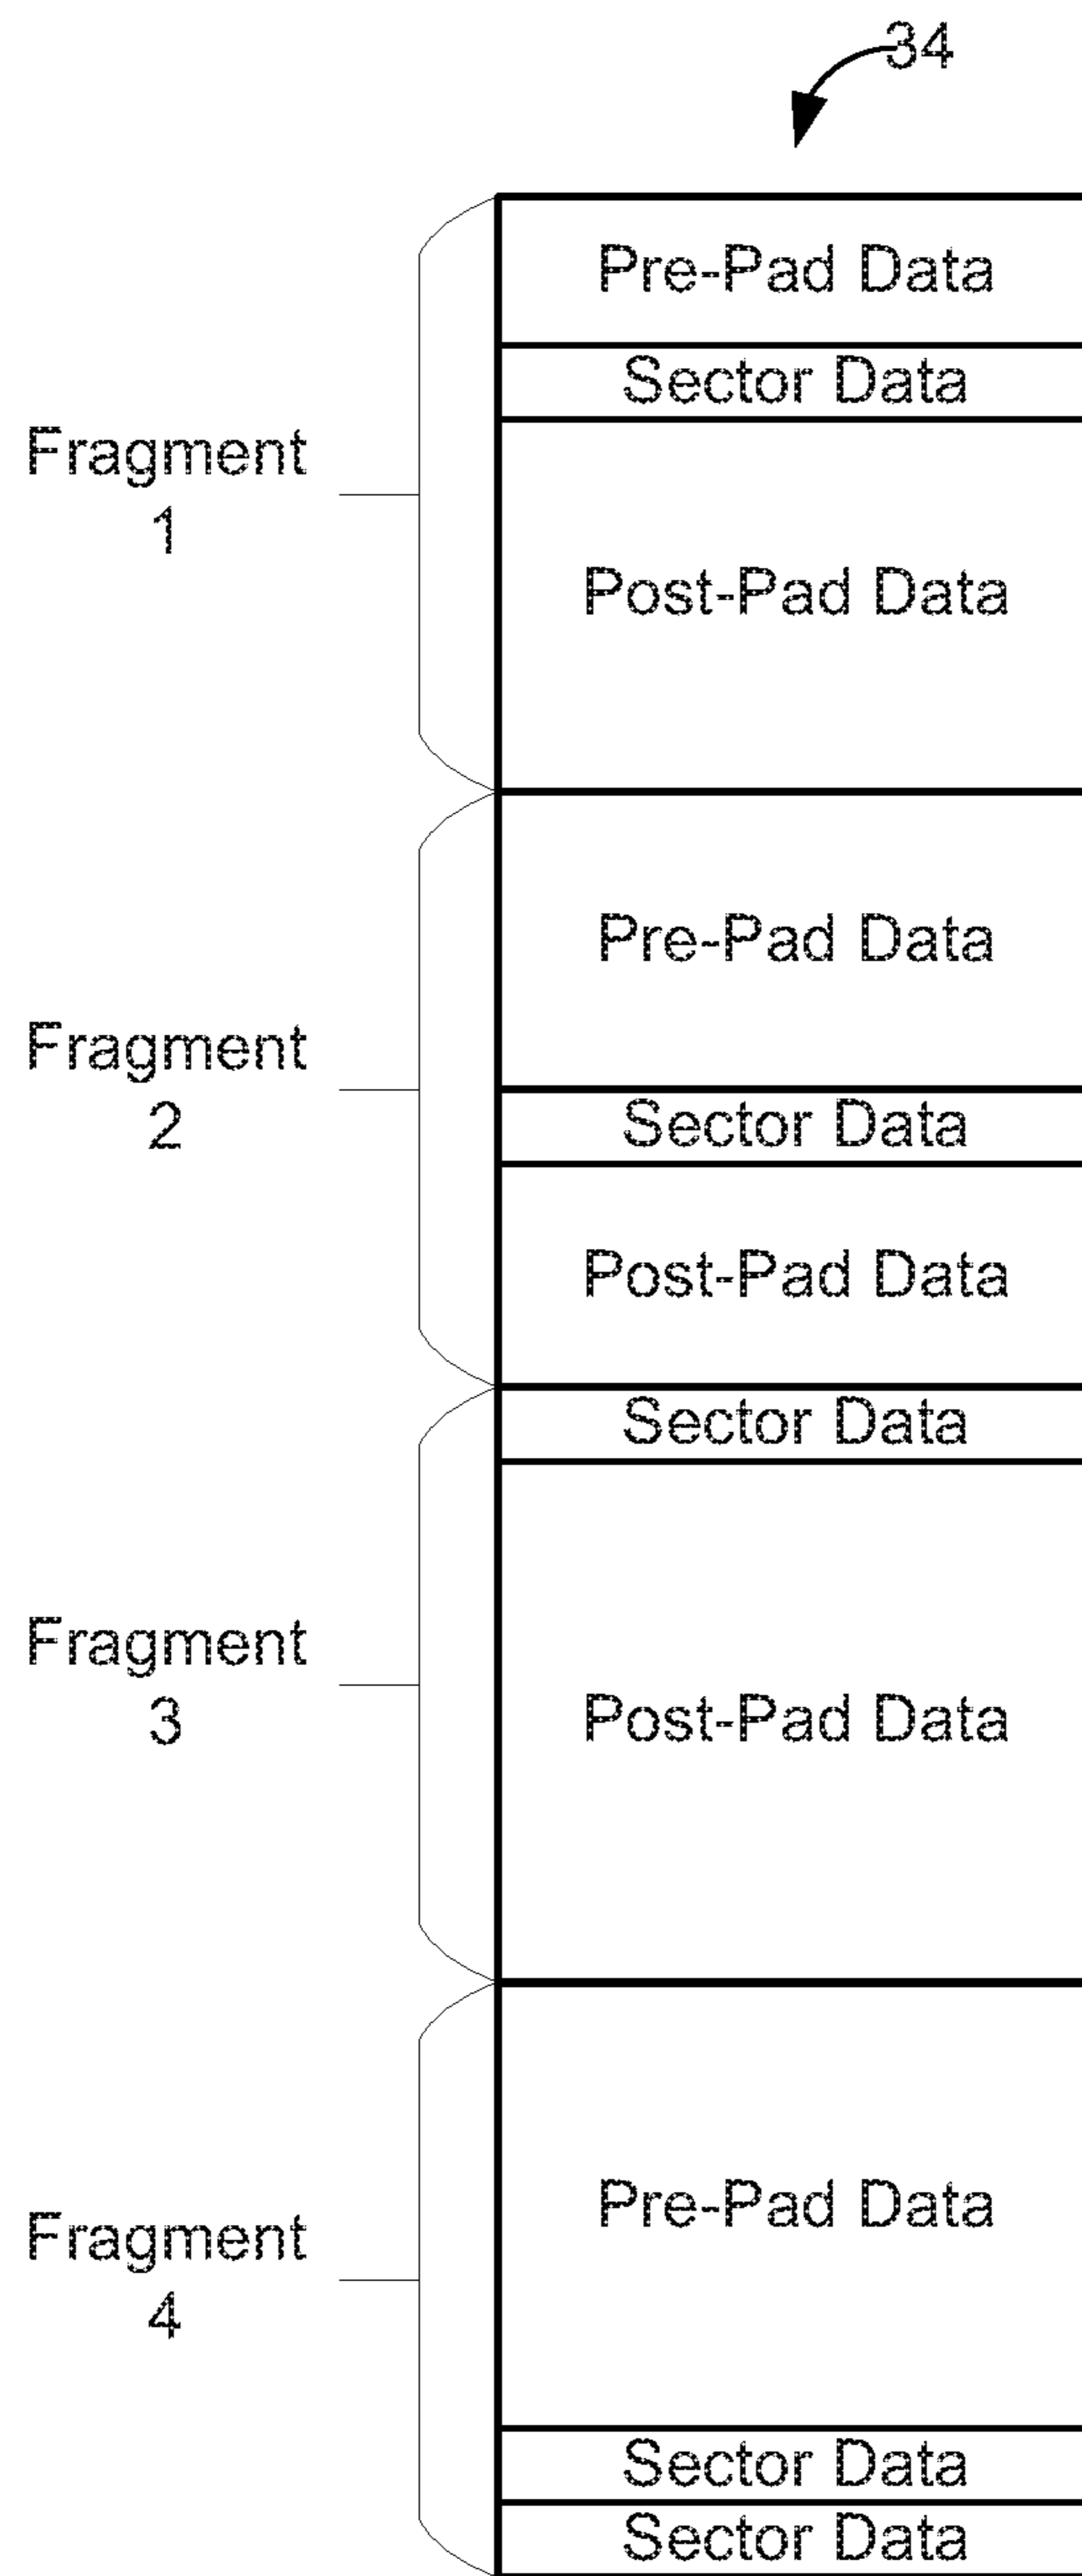 34
Pre-Pad Data
Sector Data
Fragment
1
Post-Pad Data
Pre-Pad Data
Fragment
2
Sector Data
Post-Pad Data
Sector Data
Fragment
3
Post-Pad Data
Pre-Pad Data
Fragment
4
Sector Data
Sector Data